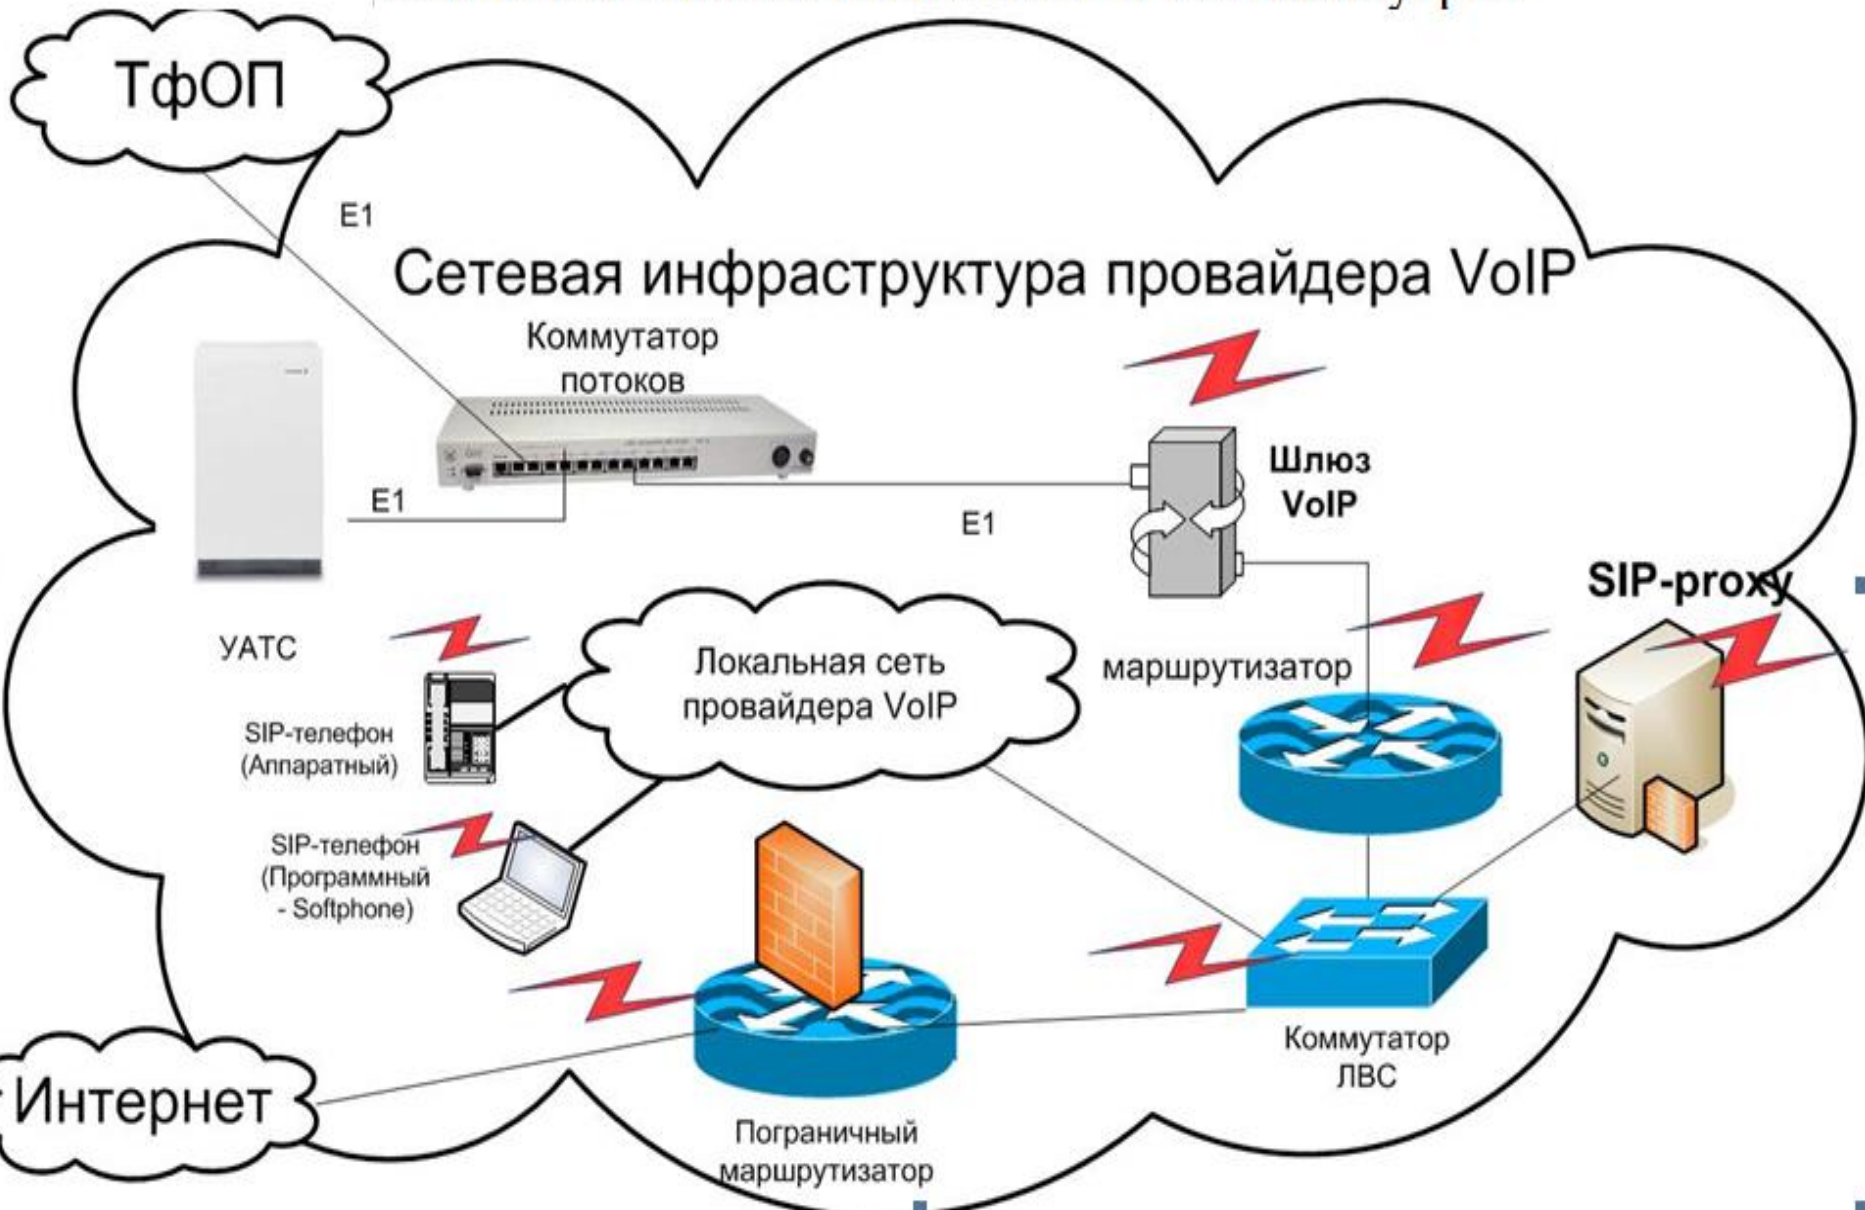 ТфОП
E1
Сетевая инфраструктура провайдера VoIP
Коммутатор
потоков
E1
E1
Шлюз
VoIP
SIP-proxy
УАТС
Локальная сеть
провайдера VoIP
маршрутизатор
SIP-телефон
(Аппаратный)
SIP-телефон
(Программный
- Softphone)
Коммутатор
ЛВС
Интернет
Пограничный
маршрутизатор